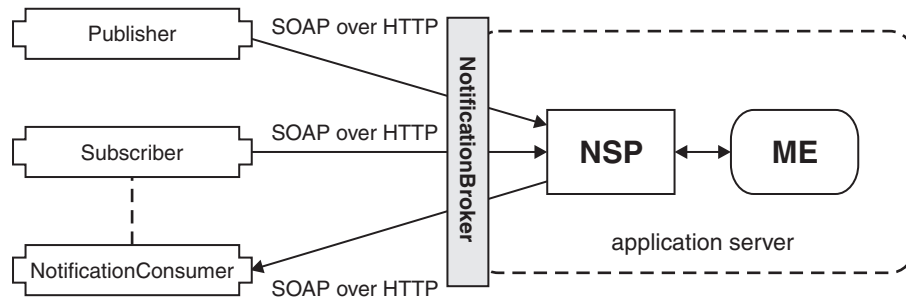 Publisher
SOAP over HTTP
NotificationBroker
Subscriber
SOAP over HTTP
NSP
ME
application server
NotificationConsumer
SOAP over HTTP